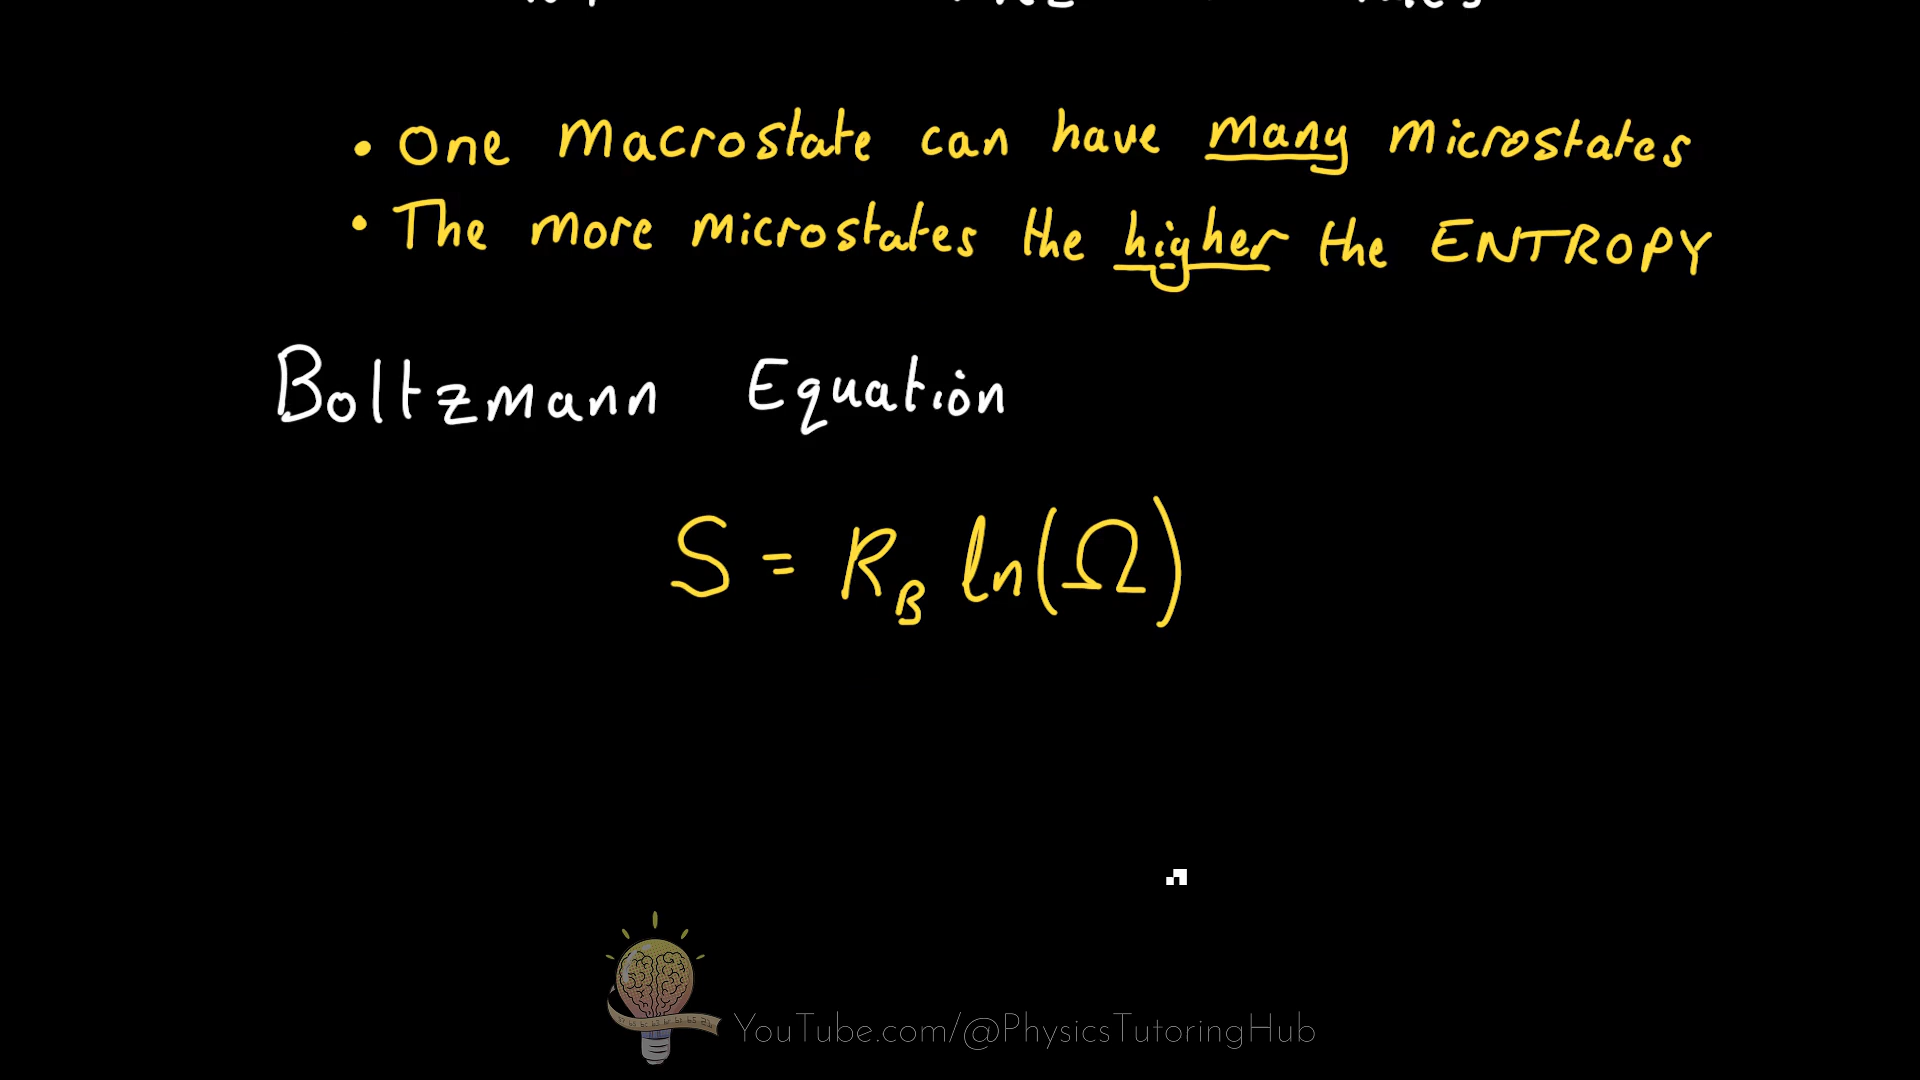 • One macrostate can have many microstates
• The more microstates the higher the ENTROPY
Boltzmann Equation
S = k_B ln(Ω)
YouTube.com/@PhysicsTutoringHub